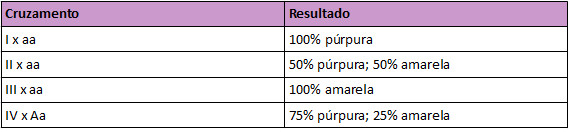 Cruzamento Resultado
I x aa 100% púrpura
II x aa 50% púrpura; 50% amarela
III x aa 100% amarela
IV x Aa 75% púrpura; 25% amarela